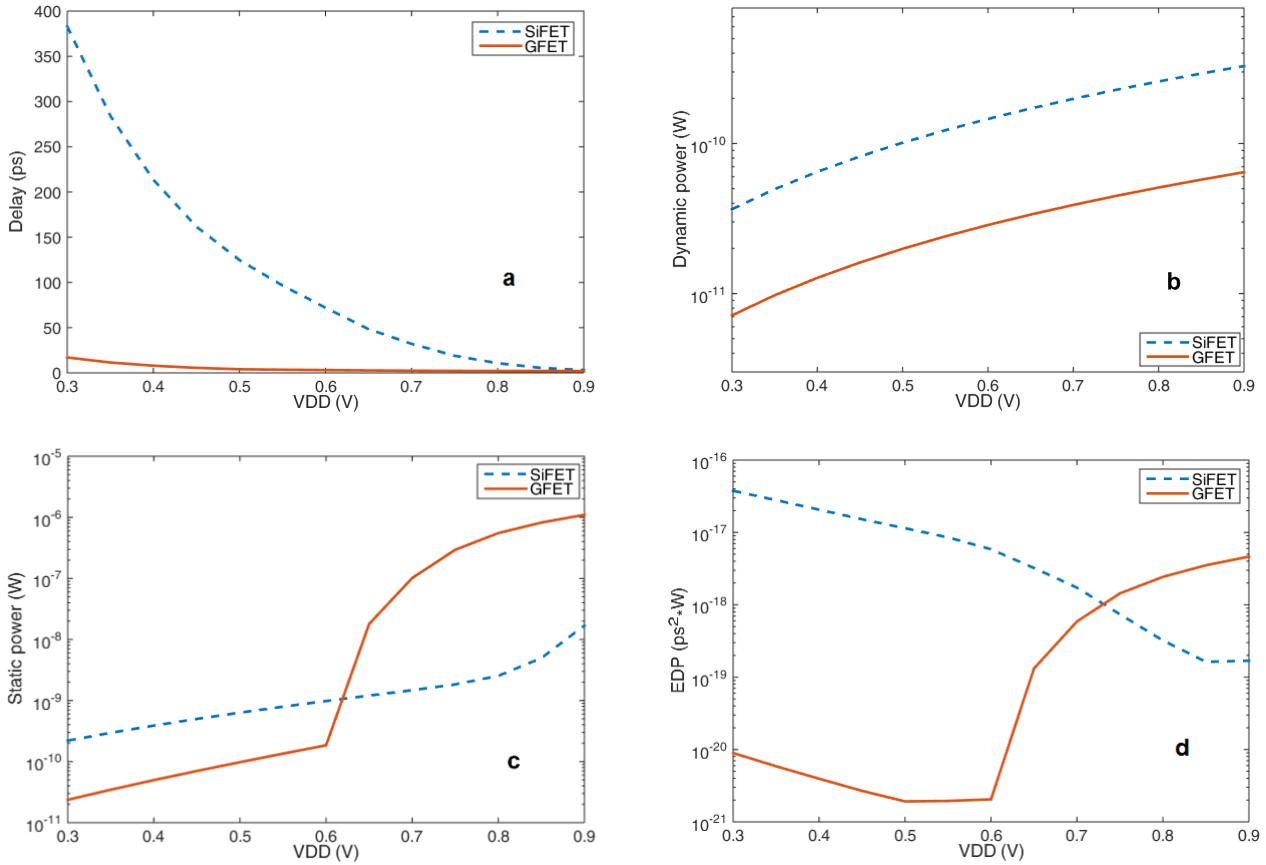 400
350
300
250
200
150
100
50
0
Delay (ps)
SiFET
GFET
a
0.3 0.4 0.5 0.6 0.7 0.8 0.9
VDD (V)
10-10
10-11
Dynamic power (W)
b
SiFET
GFET
0.3 0.4 0.5 0.6 0.7 0.8 0.9
VDD (V)
10-5
10-6
10-7
10-8
10-9
10-10
10-11
Static power (W)
SiFET
GFET
c
0.3 0.4 0.5 0.6 0.7 0.8 0.9
VDD (V)
10-16
10-17
10-18
10-19
10-20
10-21
EDP (ps2*W)
SiFET
GFET
d
0.3 0.4 0.5 0.6 0.7 0.8 0.9
VDD (V)